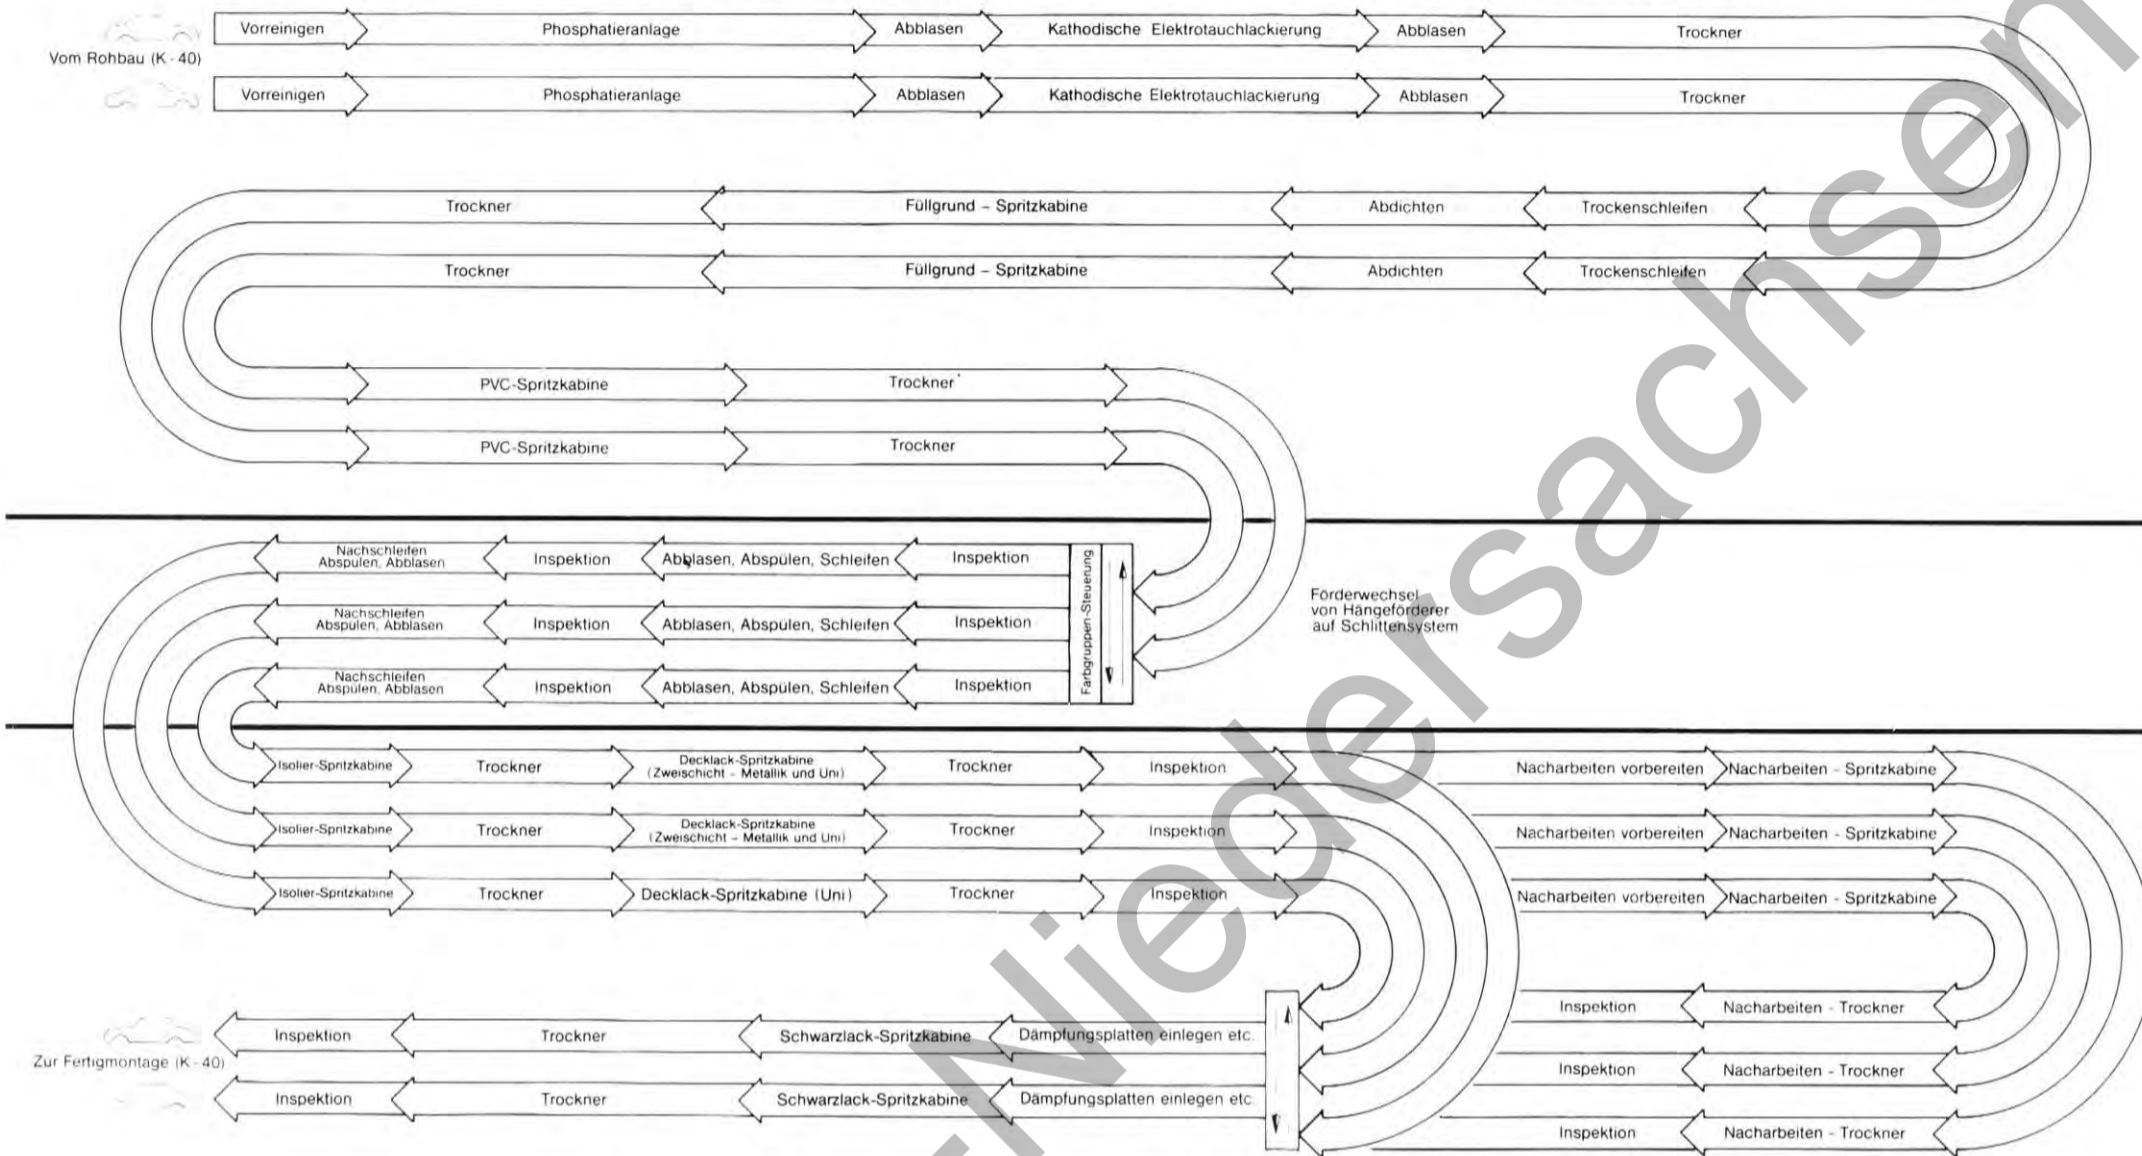 Vorreinigen Phosphatieranlage Abblasen Kathodische Elektrotauchlackierung Abblasen Trockner
Vom Rohbau (K - 40)
Vorreinigen Phosphatieranlage Abblasen Kathodische Elektrotauchlackierung Abblasen Trockner
Trockner Füllgrund – Spritzkabine Abdichten Trockenschleifen
Trockner Füllgrund – Spritzkabine Abdichten Trockenschleifen
PVC-Spritzkabine Trockner
PVC-Spritzkabine Trockner
Nachschleifen
Abspülen, Abblasen Inspektion Abblasen, Abspülen, Schleifen Inspektion
Nachschleifen
Abspülen, Abblasen Inspektion Abblasen, Abspülen, Schleifen Inspektion
Nachschleifen
Abspülen, Abblasen Inspektion Abblasen, Abspülen, Schleifen Inspektion
Farbgruppen-Steuerung
Förderwechsel
von Hängeförderer
auf Schlittensystem
Isolier-Spritzkabine Trockner Decklack-Spritzkabine
(Zweischicht – Metallik und Uni) Trockner Inspektion Nacharbeiten vorbereiten Nacharbeiten - Spritzkabine
Isolier-Spritzkabine Trockner Decklack-Spritzkabine
(Zweischicht – Metallik und Uni) Trockner Inspektion Nacharbeiten vorbereiten Nacharbeiten - Spritzkabine
Isolier-Spritzkabine Trockner Decklack-Spritzkabine (Uni) Trockner Inspektion Nacharbeiten vorbereiten Nacharbeiten - Spritzkabine
Inspektion Nacharbeiten - Trockner
Inspektion Trockner Schwarzlack-Spritzkabine Dämpfungsplatten einlegen etc.
Zur Fertigmontage (K - 40)
Inspektion Nacharbeiten - Trockner
Inspektion Trockner Schwarzlack-Spritzkabine Dämpfungsplatten einlegen etc
Inspektion Nacharbeiten - Trockner
Niedersachsen